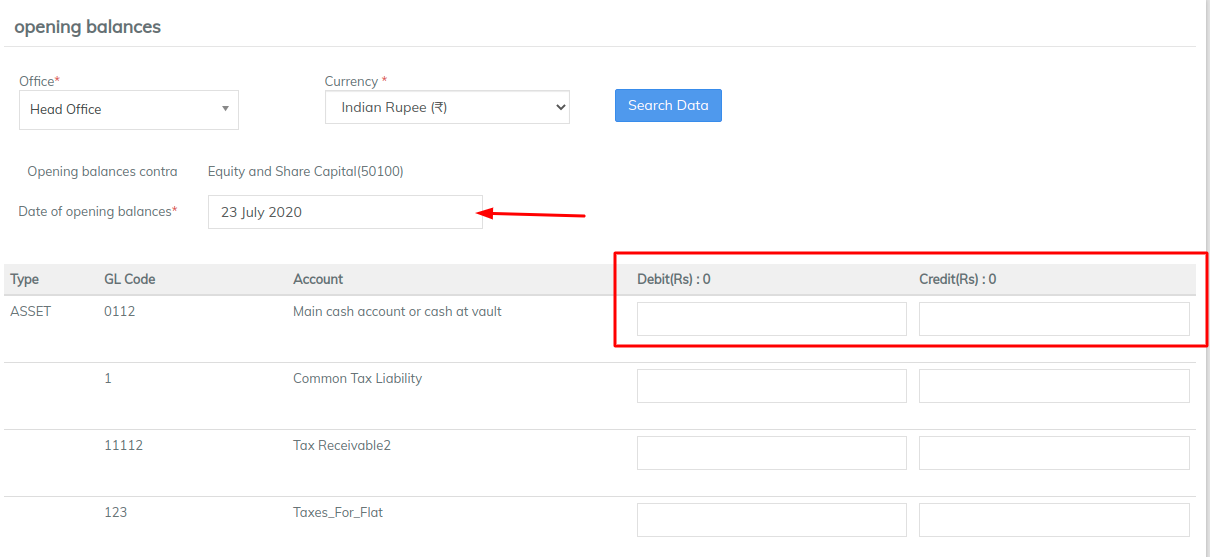 opening balances
Office* Currency *
Head Office Indian Rupee (₹) Search Data
Opening balances contra Equity and Share Capital(50100)
Date of opening balances* 23 July 2020
Type GL Code Account Debit(Rs) : 0 Credit(Rs) : 0
ASSET 0112 Main cash account or cash at vault
1 Common Tax Liability
11112 Tax Receivable2
123 Taxes_For_Flat